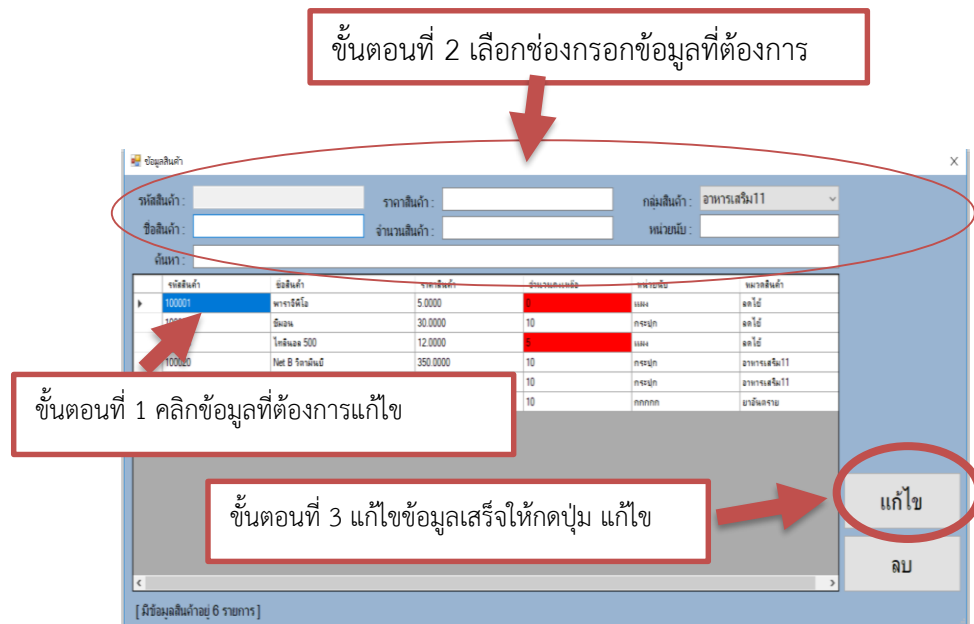 ขั้นตอนที่ 2 เลือกช่องกรอกข้อมูลที่ต้องการ
ข้อมูลสินค้า
รหัสสินค้า : ราคาสินค้า : กลุ่มสินค้า : อาหารเสริม11
ชื่อสินค้า : จำนวนสินค้า : หน่วยนับ :
ค้นหา :
รหัสสินค้า ชื่อสินค้า ราคาสินค้า จำนวนคงเหลือ หน่วยนับ หมวดสินค้า
100001 พาราอีพีโอ 5.0000 0 แผง ลดไข้
ซีมอน 30.0000 10 กระปุก ลดไข้
ไทลินอล 500 12.0000 5 แผง ลดไข้
100020 Net B วิตามินบี 350.0000 10 กระปุก อาหารเสริม11
10 กระปุก อาหารเสริม11
10 กกกกก ยาอันตราย
ขั้นตอนที่ 1 คลิกข้อมูลที่ต้องการแก้ไข
ขั้นตอนที่ 3 แก้ไขข้อมูลเสร็จให้กดปุ่ม แก้ไข
แก้ไข
ลบ
[ มีข้อมูลสินค้าอยู่ 6 รายการ ]